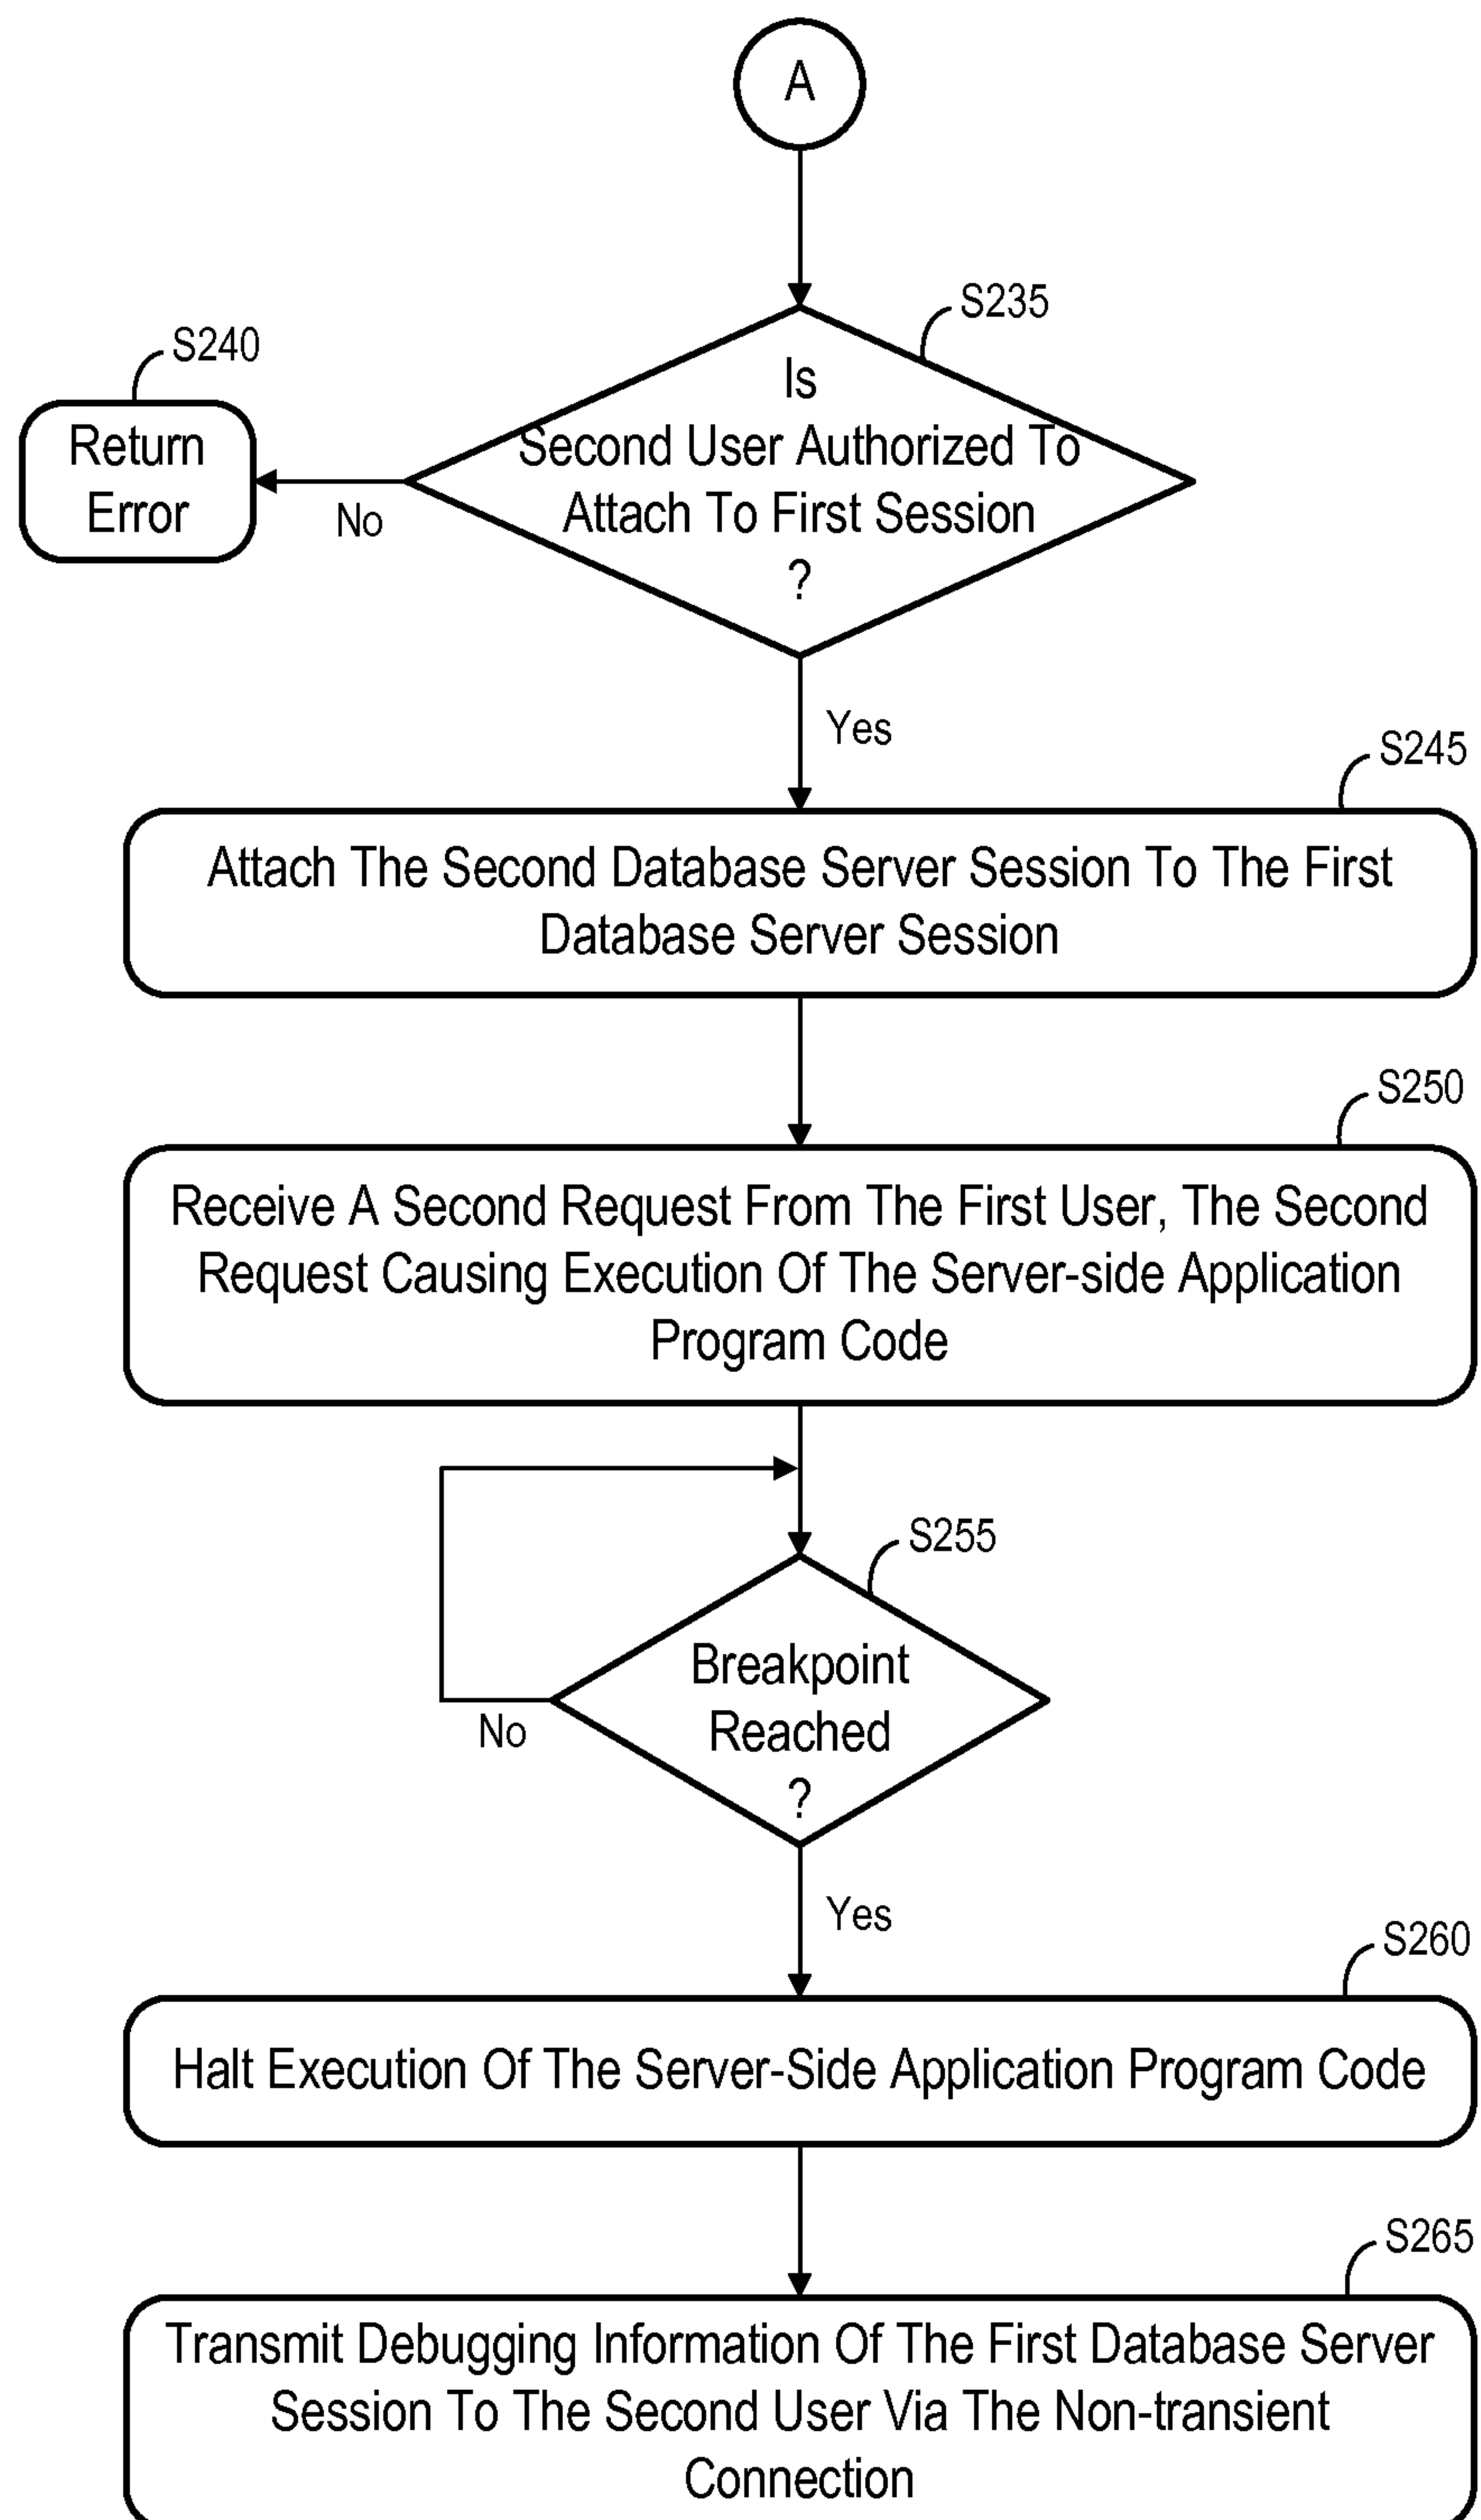 A
S235
Is
Second User Authorized To
Attach To First Session
?
S240
Return
Error
No
Yes
S245
Attach The Second Database Server Session To The First
Database Server Session
S250
Receive A Second Request From The First User, The Second
Request Causing Execution Of The Server-side Application
Program Code
S255
Breakpoint
Reached
?
No
Yes
S260
Halt Execution Of The Server-Side Application Program Code
S265
Transmit Debugging Information Of The First Database Server
Session To The Second User Via The Non-transient
Connection